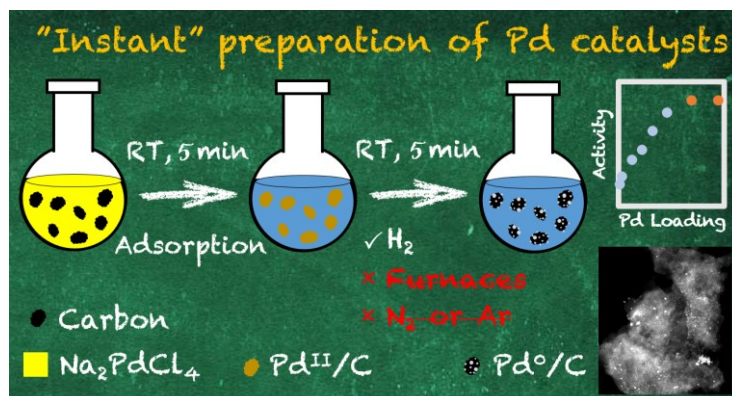 "Instant" preparation of Pd catalysts
RT, 5 min
RT, 5 min
Adsorption
✓ H₂
× Furnaces
× N₂ or Ar
Activity
Pd Loading
Carbon
Na₂PdCl₄
Pdᴵᴵ/C
Pd⁰/C